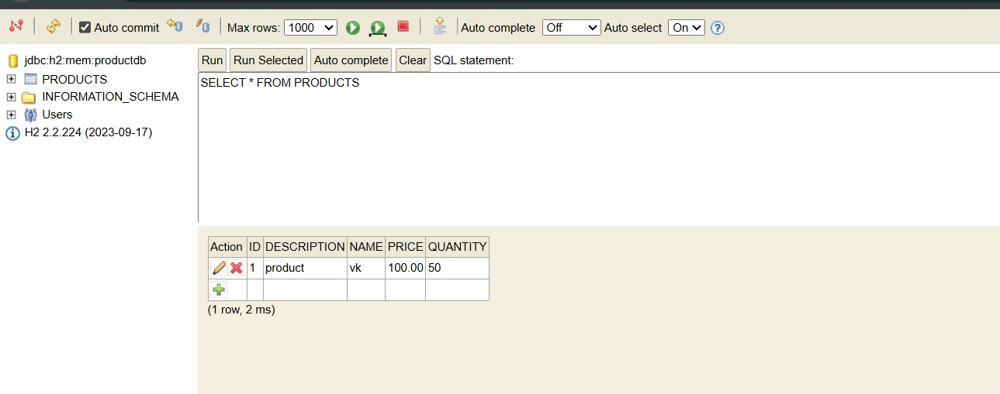 Auto commit Max rows: 1000 Auto complete Off Auto select On ?
jdbc:h2:mem:productdb
PRODUCTS
INFORMATION_SCHEMA
Users
H2 2.2.224 (2023-09-17)
Run Run Selected Auto complete Clear SQL statement:
SELECT * FROM PRODUCTS
Action ID DESCRIPTION NAME PRICE QUANTITY
1 product vk 100.00 50
(1 row, 2 ms)